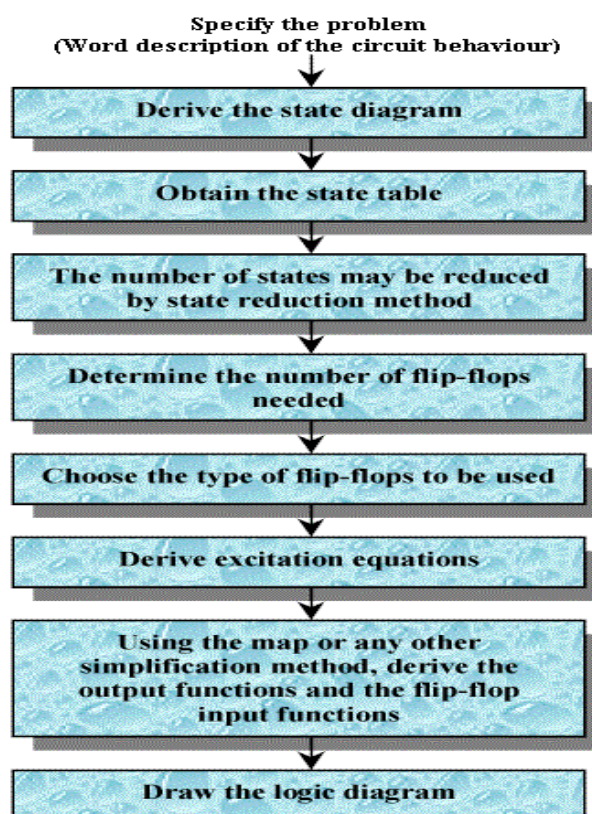 Specify the problem
(Word description of the circuit behaviour)
Derive the state diagram
Obtain the state table
The number of states may be reduced
by state reduction method
Determine the number of flip-flops
needed
Choose the type of flip-flops to be used
Derive excitation equations
Using the map or any other
simplification method, derive the
output functions and the flip-flop
input functions
Draw the logic diagram